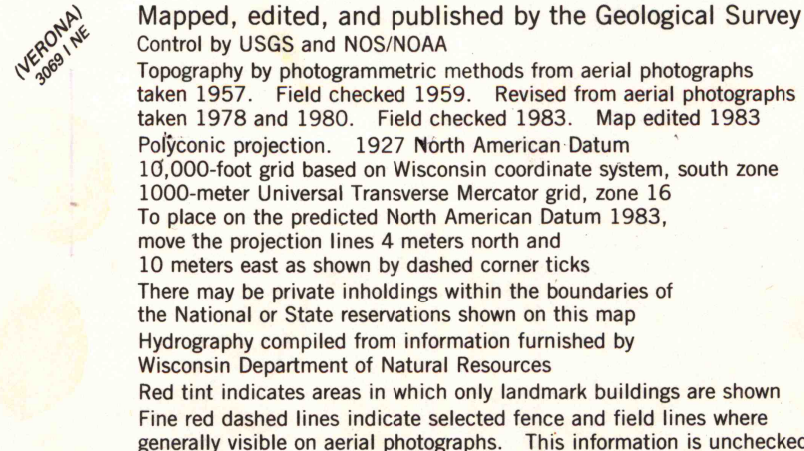 (VERONA)
3069 I NE
Mapped, edited, and published by the Geological Survey
Control by USGS and NOS/NOAA
Topography by photogrammetric methods from aerial photographs
taken 1957. Field checked 1959. Revised from aerial photographs
taken 1978 and 1980. Field checked 1983. Map edited 1983
Polyconic projection. 1927 North American Datum
10,000-foot grid based on Wisconsin coordinate system, south zone
1000-meter Universal Transverse Mercator grid, zone 16
To place on the predicted North American Datum 1983,
move the projection lines 4 meters north and
10 meters east as shown by dashed corner ticks
There may be private inholdings within the boundaries of
the National or State reservations shown on this map
Hydrography compiled from information furnished by
Wisconsin Department of Natural Resources
Red tint indicates areas in which only landmark buildings are shown
Fine red dashed lines indicate selected fence and field lines where
generally visible on aerial photographs. This information is unchecked